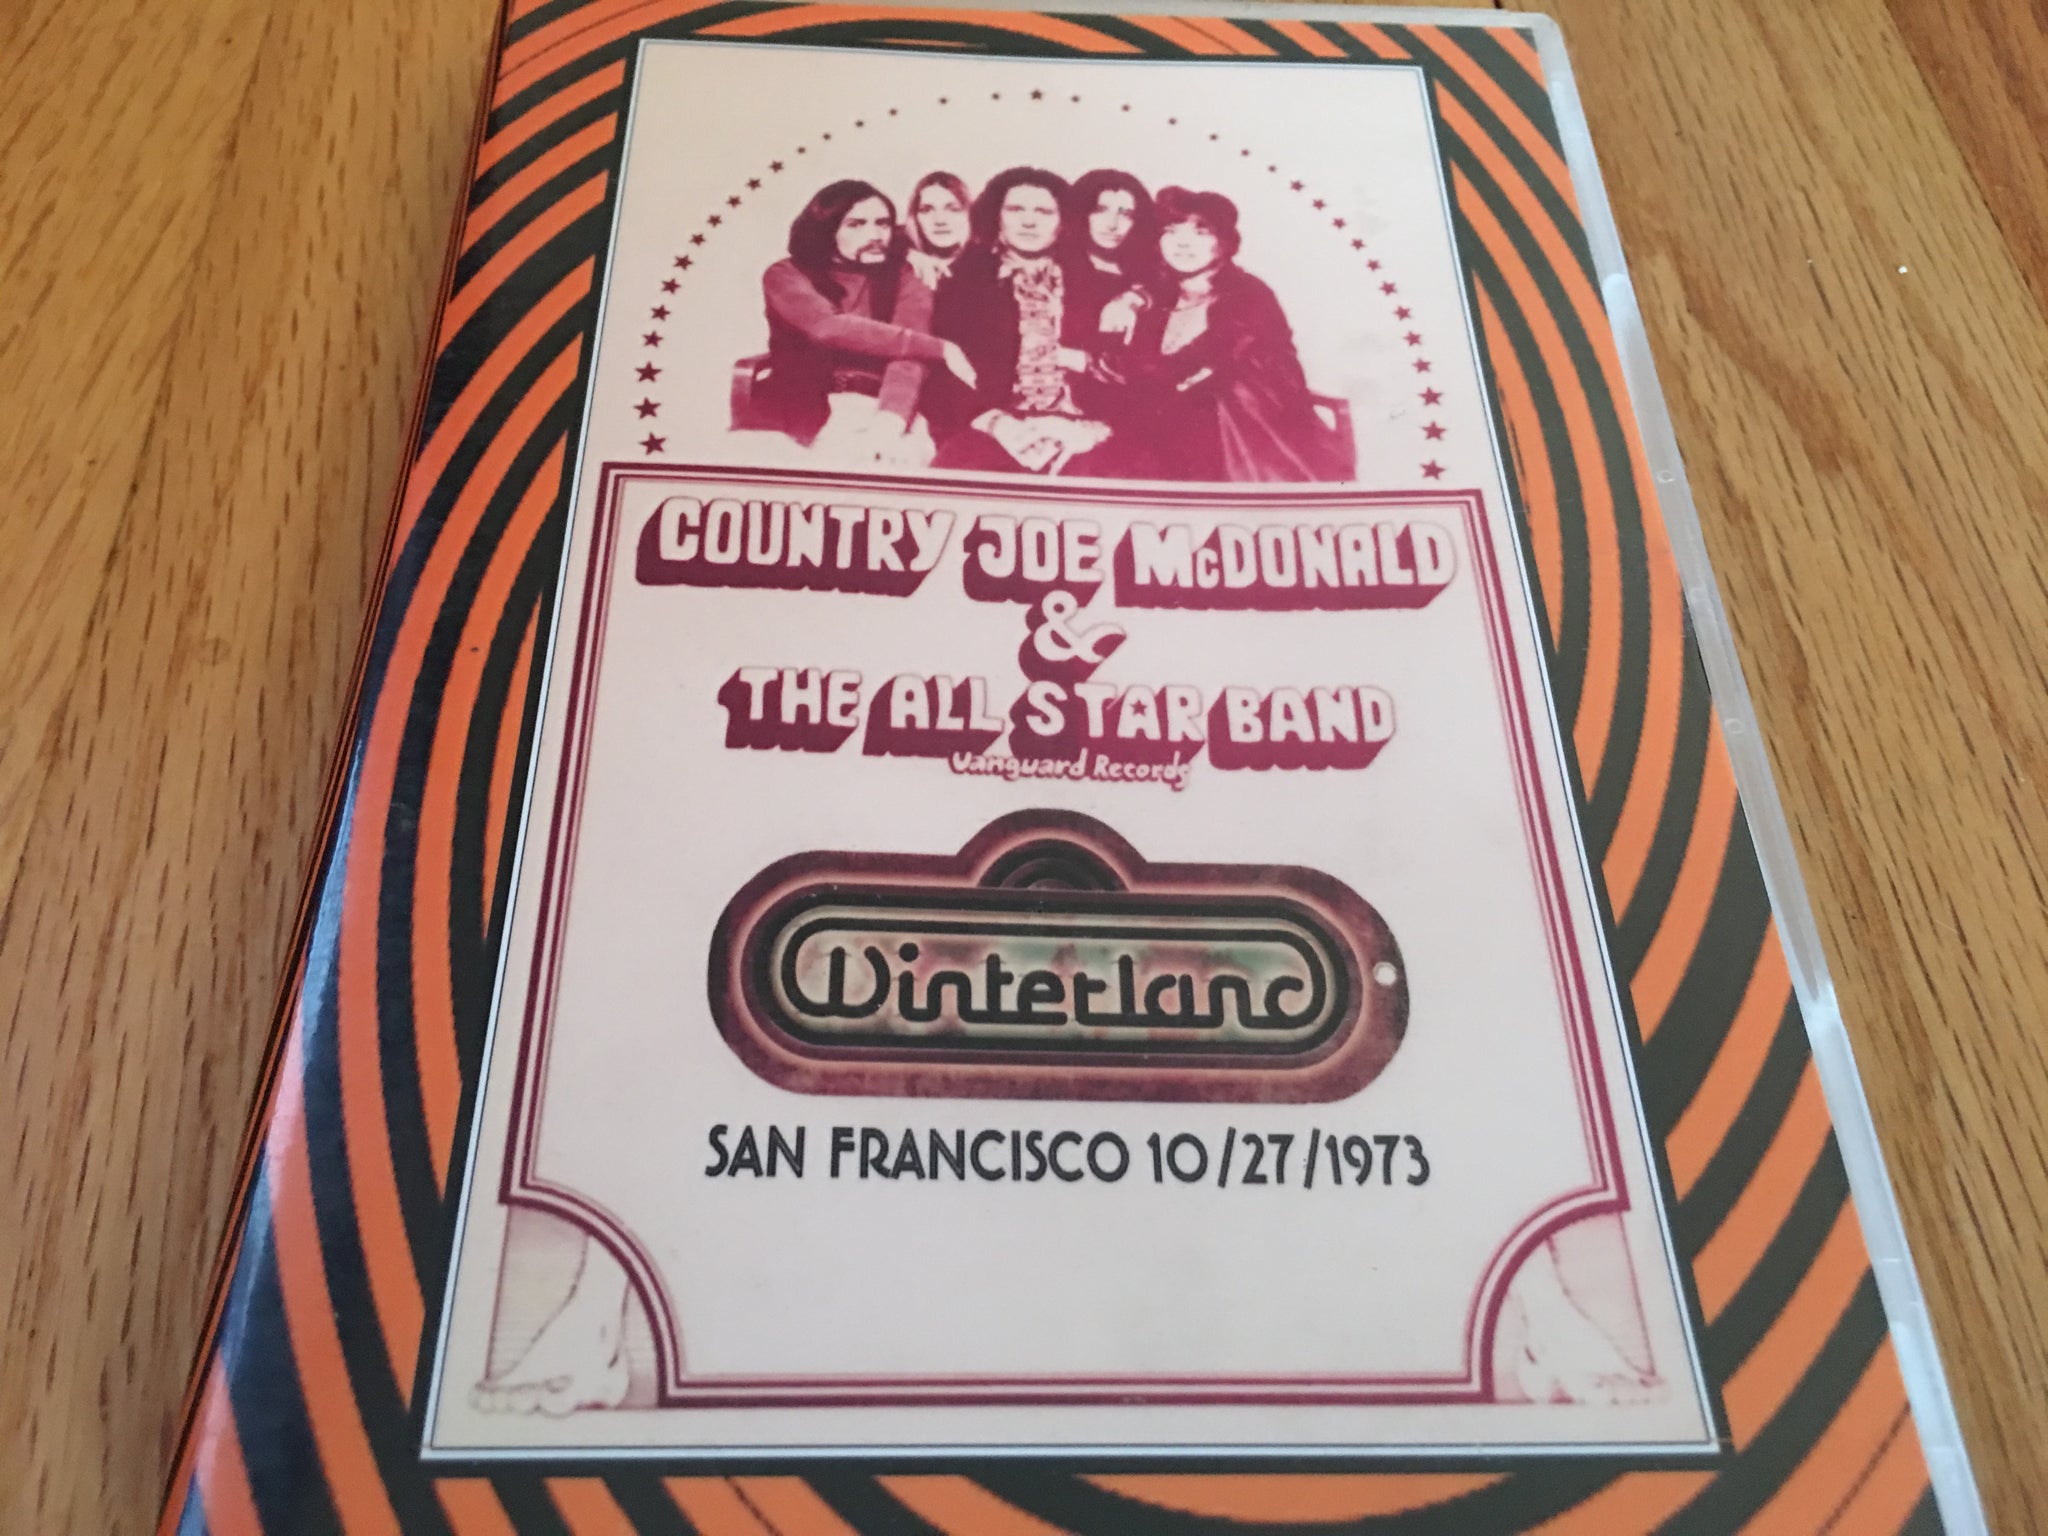 COUNTRY JOE McDONALD
&
THE ALL STAR BAND
Vanguard Records
Winterland
SAN FRANCISCO 10/27/1973